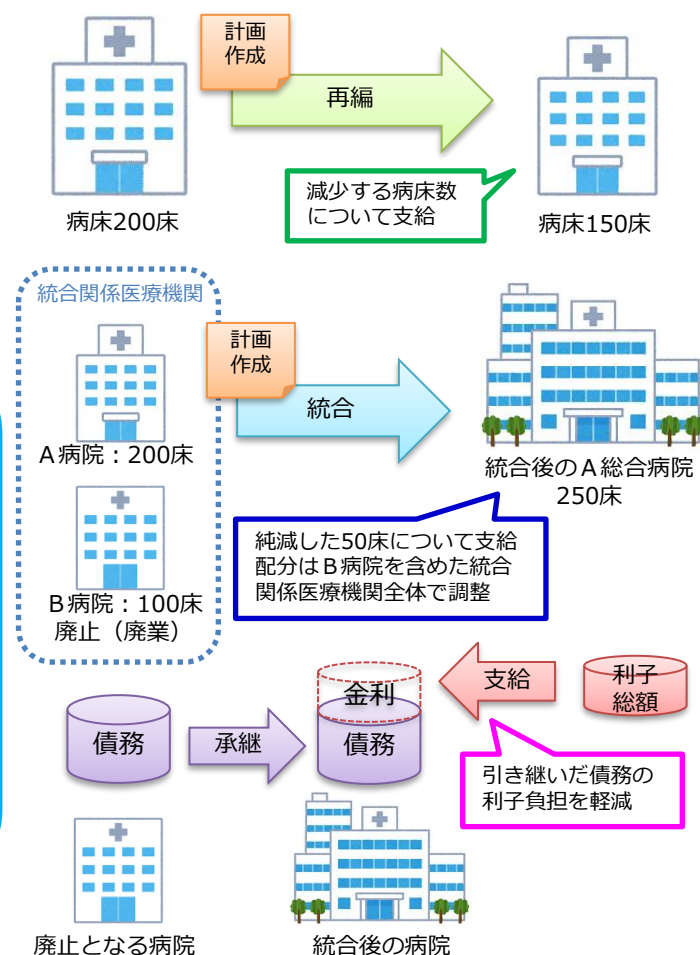 計画
作成
再編
病床200床
減少する病床数
について支給
病床150床
統合関係医療機関
計画
作成
統合
A病院：200床
統合後のA総合病院
250床
B病院：100床
廃止（廃業）
純減した50床について支給
配分はB病院を含めた統合
関係医療機関全体で調整
債務
承継
金利
債務
支給
利子
総額
引き継いだ債務の
利子負担を軽減
廃止となる病院
統合後の病院